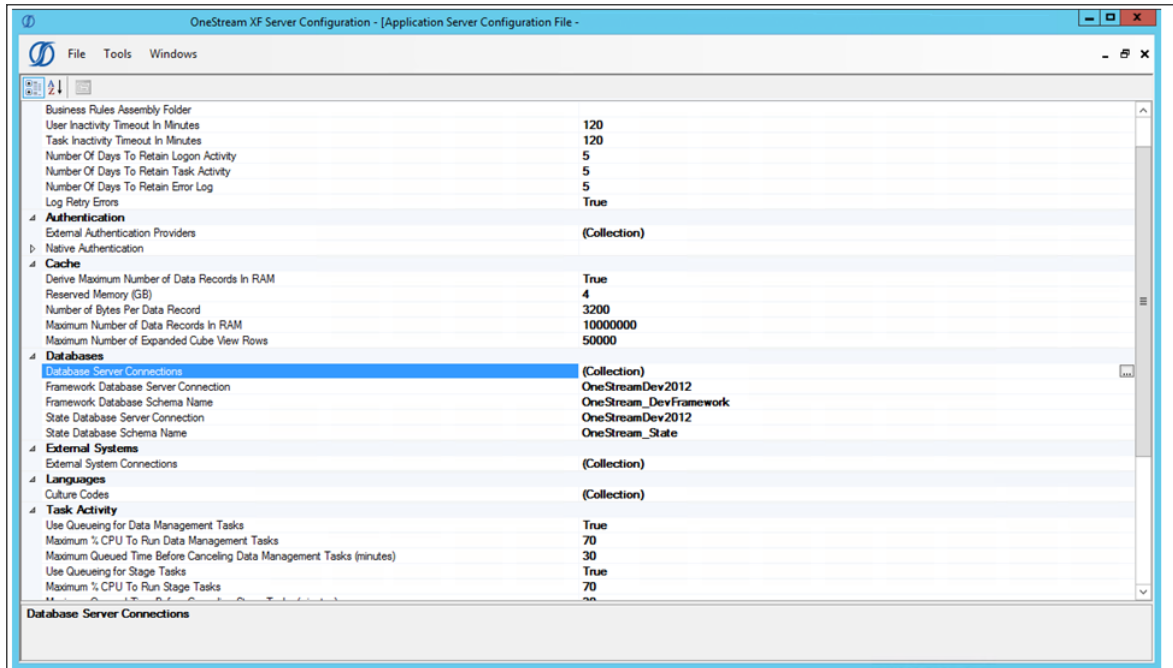 OneStream XF Server Configuration - [Application Server Configuration File -
File Tools Windows
Business Rules Assembly Folder
User Inactivity Timeout In Minutes 120
Task Inactivity Timeout In Minutes 120
Number Of Days To Retain Logon Activity 5
Number Of Days To Retain Task Activity 5
Number Of Days To Retain Error Log 5
Log Retry Errors True
Authentication
External Authentication Providers (Collection)
Native Authentication
Cache
Derive Maximum Number of Data Records In RAM True
Reserved Memory (GB) 4
Number of Bytes Per Data Record 3200
Maximum Number of Data Records In RAM 10000000
Maximum Number of Expanded Cube View Rows 50000
Databases
Database Server Connections (Collection) ...
Framework Database Server Connection OneStreamDev2012
Framework Database Schema Name OneStream_DevFramework
State Database Server Connection OneStreamDev2012
State Database Schema Name OneStream_State
External Systems
External System Connections (Collection)
Languages
Culture Codes (Collection)
Task Activity
Use Queueing for Data Management Tasks True
Maximum % CPU To Run Data Management Tasks 70
Maximum Queued Time Before Canceling Data Management Tasks (minutes) 30
Use Queueing for Stage Tasks True
Maximum % CPU To Run Stage Tasks 70
Database Server Connections